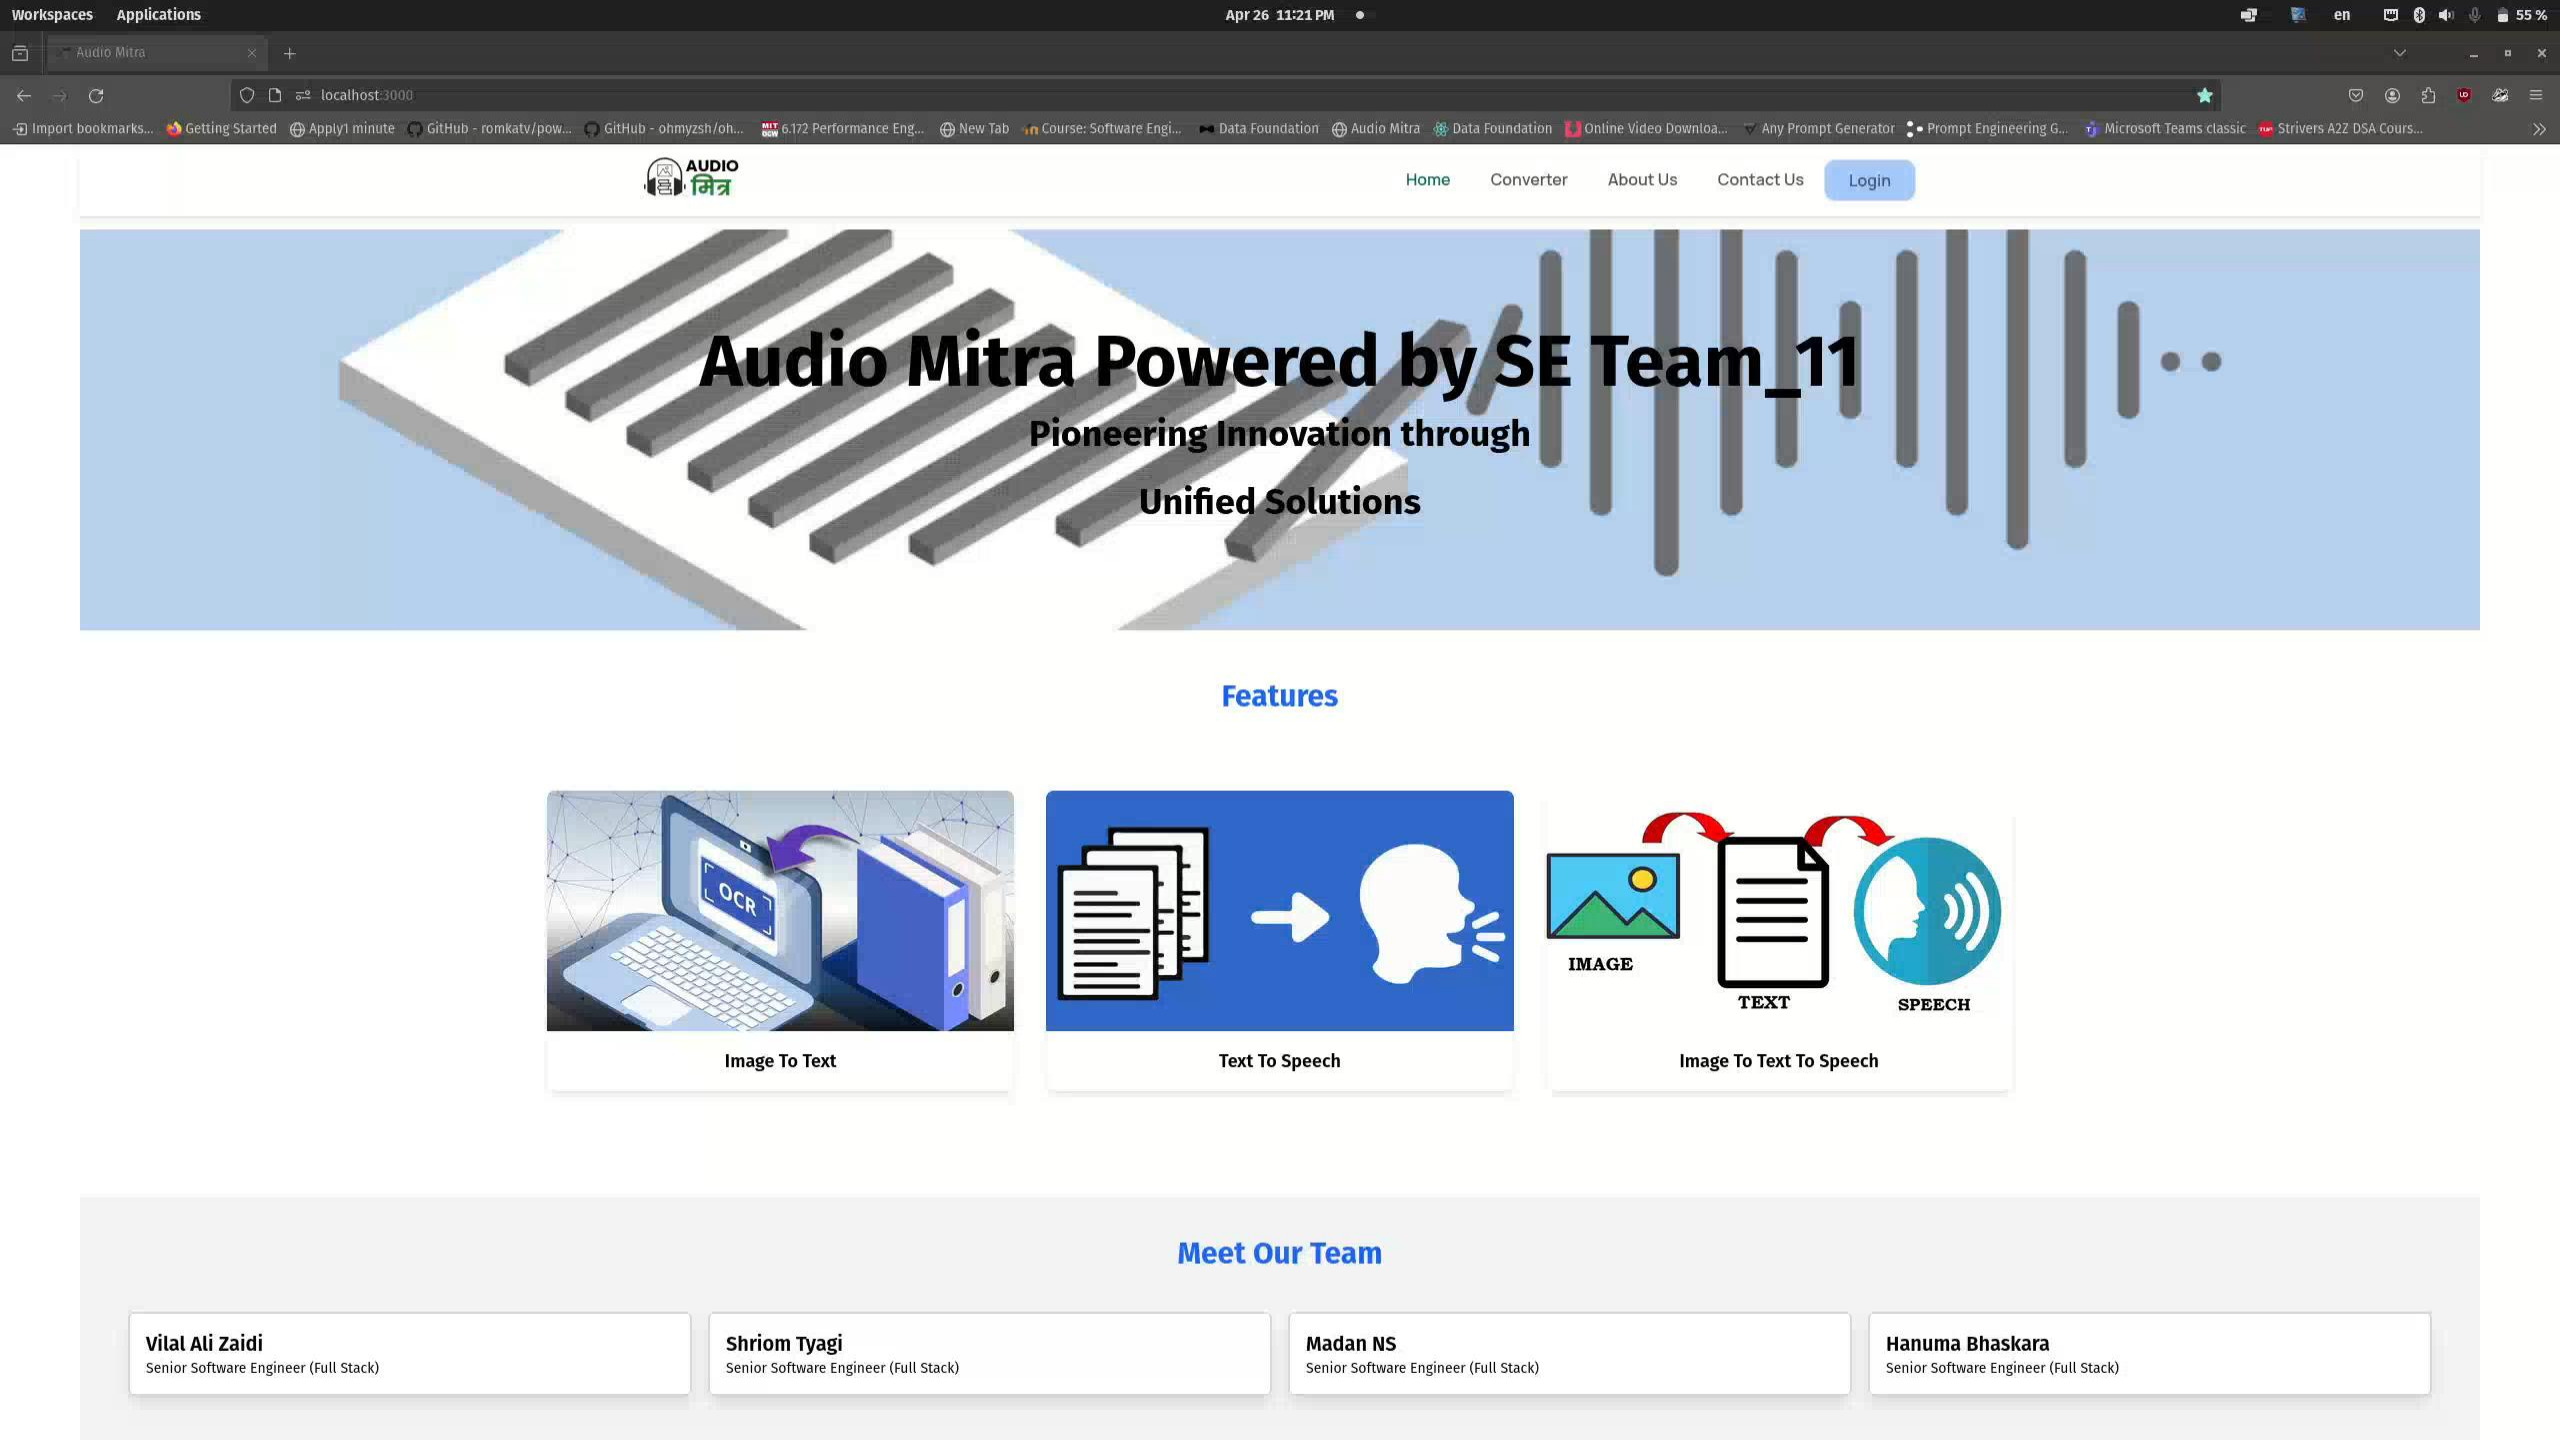 Workspaces Applications Apr 26 11:21 PM en 55 %
Audio Mitra
localhost:3000
Import bookmarks... Getting Started Apply1 minute GitHub - romkatv/pow... GitHub - ohmyzsh/oh... MIT OCW 6.172 Performance Eng... New Tab Course: Software Engi... Data Foundation Audio Mitra Data Foundation Online Video Downloa... Any Prompt Generator Prompt Engineering G... Microsoft Teams classic Strivers A2Z DSA Cours...
AUDIO
मित्र
Home Converter About Us Contact Us Login
Audio Mitra Powered by SE Team_11
Pioneering Innovation through
Unified Solutions
Features
OCR
IMAGE
TEXT
SPEECH
Image To Text
Text To Speech
Image To Text To Speech
Meet Our Team
Vilal Ali Zaidi
Senior Software Engineer (Full Stack)
Shriom Tyagi
Senior Software Engineer (Full Stack)
Madan NS
Senior Software Engineer (Full Stack)
Hanuma Bhaskara
Senior Software Engineer (Full Stack)